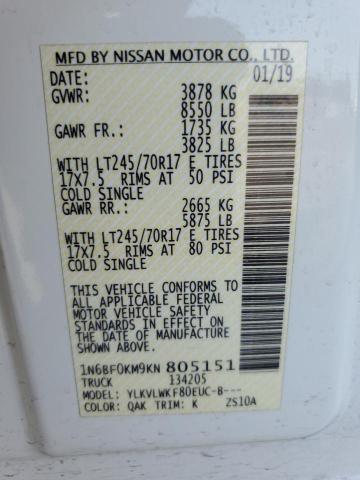 MFD BY NISSAN MOTOR CO., LTD.
DATE: 01/19
GVWR: 3878 KG
8550 LB
GAWR FR.: 1735 KG
3825 LB
WITH LT245/70R17 E TIRES
17X7.5 RIMS AT 50 PSI
COLD SINGLE
GAWR RR.: 2665 KG
5875 LB
WITH LT245/70R17 E TIRES
17X7.5 RIMS AT 80 PSI
COLD SINGLE
THIS VEHICLE CONFORMS TO
ALL APPLICABLE FEDERAL
MOTOR VEHICLE SAFETY
STANDARDS IN EFFECT ON
THE DATE OF MANUFACTURE
SHOWN ABOVE.
1N6BF0KM9KN805151
TRUCK 134205
MODEL: YLKVLWKF80EUC-B---
COLOR: QAK TRIM: K ZS10A